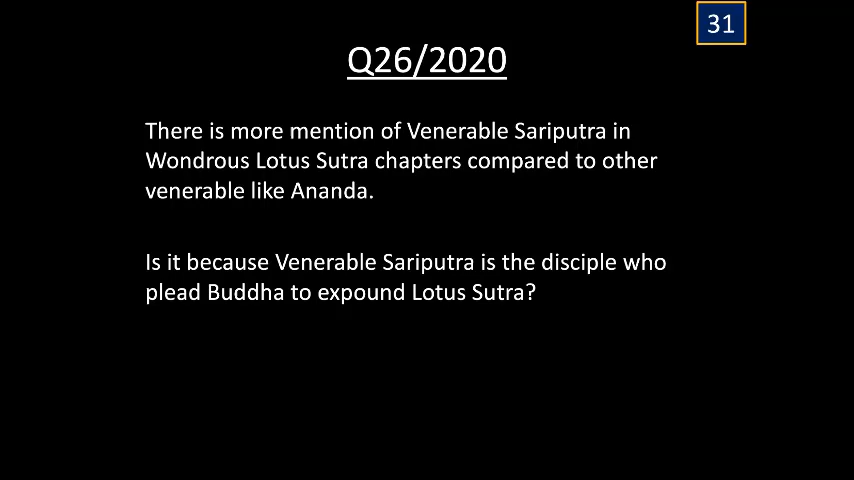 31
Q26/2020
There is more mention of Venerable Sariputra in
Wondrous Lotus Sutra chapters compared to other
venerable like Ananda.
Is it because Venerable Sariputra is the disciple who
plead Buddha to expound Lotus Sutra?